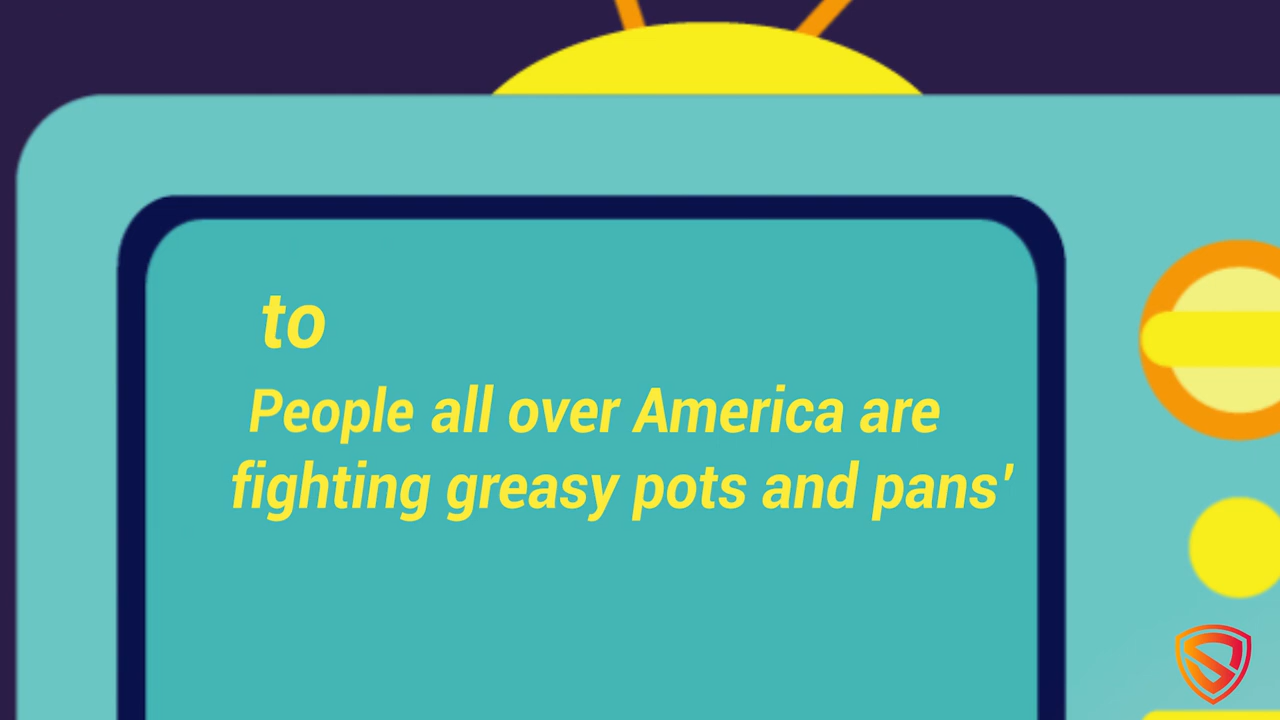 to
People all over America are
fighting greasy pots and pans’